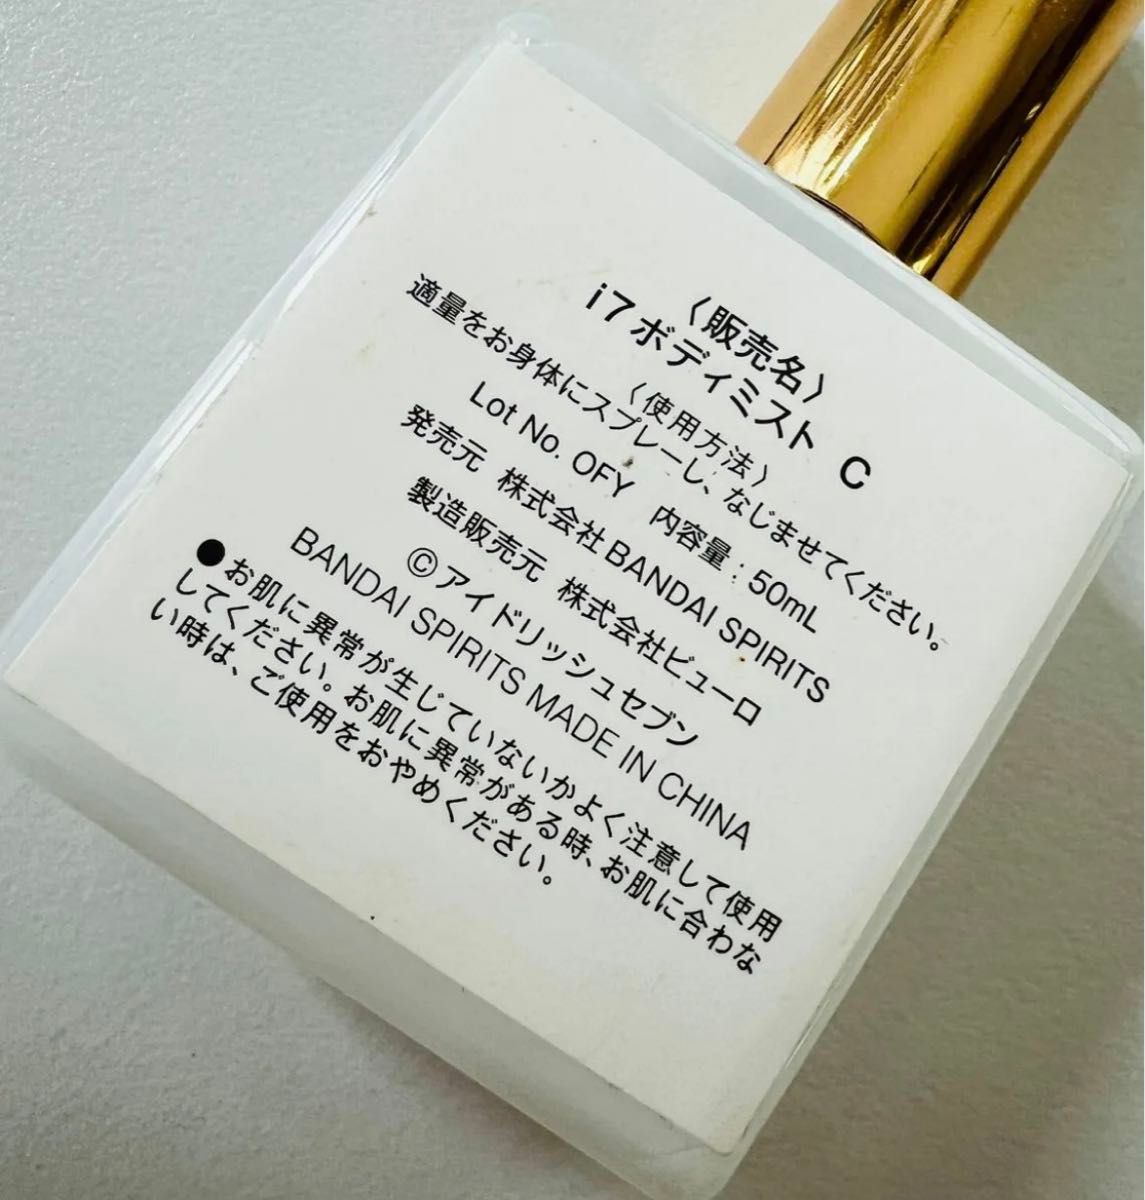 〈販売名〉
i7ボディミスト C
〈使用方法〉
適量をお身体にスプレーし、なじませてください。
Lot No. OFY 内容量：50mL
発売元 株式会社BANDAI SPIRITS
製造販売元 株式会社ビューロ
©アイドリッシュセブン
BANDAI SPIRITS MADE IN CHINA
●お肌に異常が生じていないかよく注意して使用
してください。お肌に異常がある時、お肌に合わな
い時は、ご使用をおやめください。